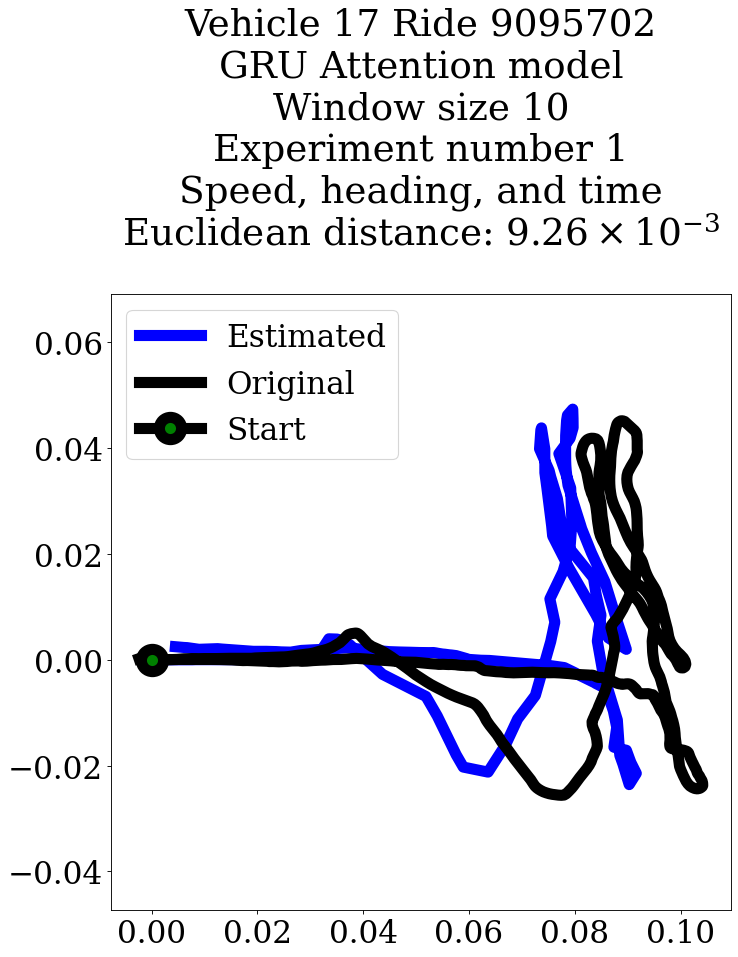 Vehicle 17 Ride 9095702
GRU Attention model
Window size 10
Experiment number 1
Speed, heading, and time
Euclidean distance: 9.26 × 10⁻³
Estimated
Original
Start
0.06
0.04
0.02
0.00
−0.02
−0.04
0.00 0.02 0.04 0.06 0.08 0.10